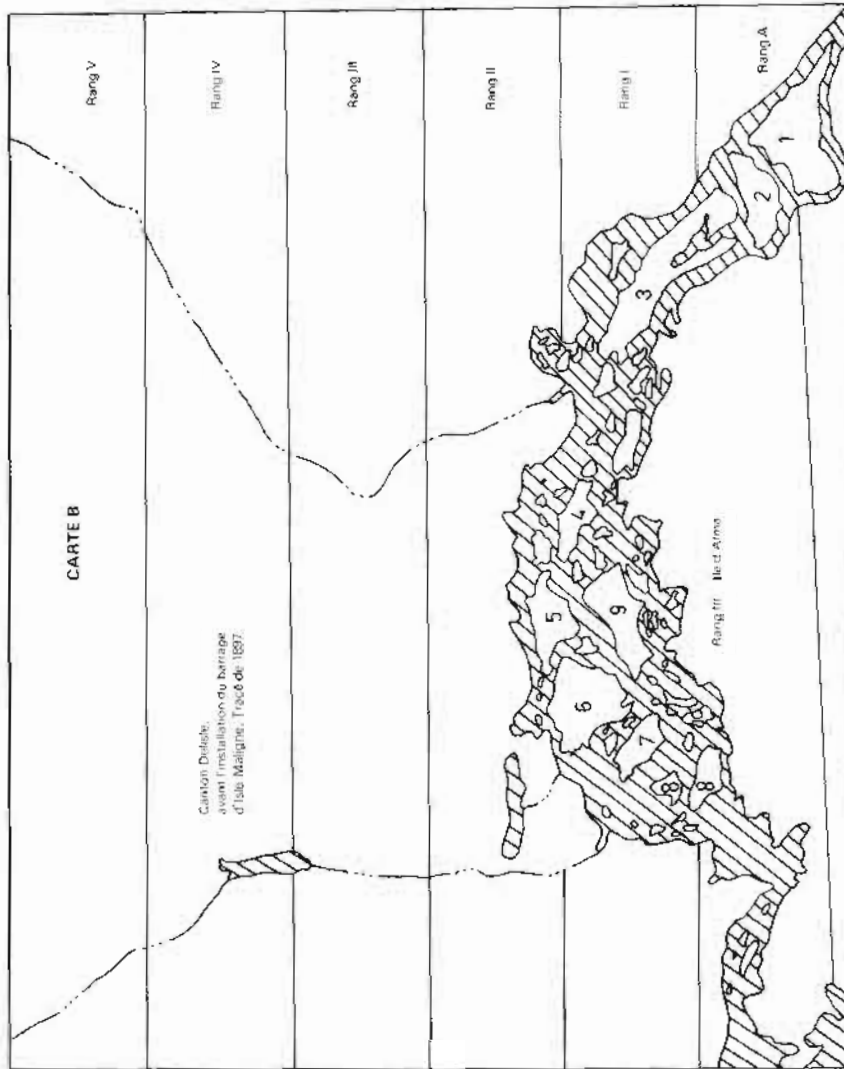 CARTE B
Canton Delisle,
avant l'installation du barrage
d'Isle Maligne. Tracé de 1897.
Rang V
Rang IV
Rang III
Rang II
Rang I
Rang A
Rang III Ile d'Alma
1
2
3
4
5
6
7
8
8
9